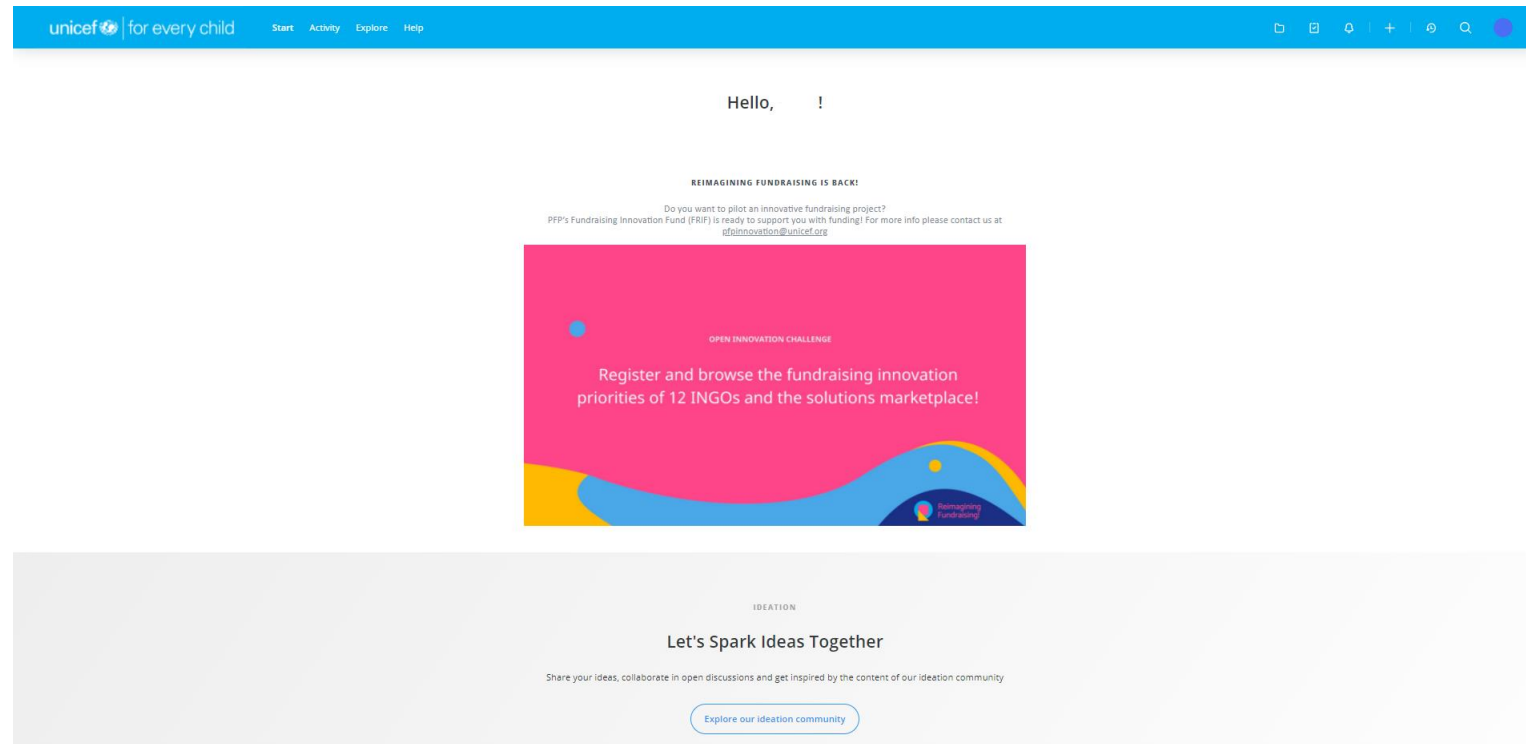 unicef for every child Start Activity Explore Help
Hello, !
REIMAGINING FUNDRAISING IS BACK!
Do you want to pilot an innovative fundraising project?
PFP's Fundraising Innovation Fund (FRIF) is ready to support you with funding! For more info please contact us at
pfpinnovation@unicef.org
OPEN INNOVATION CHALLENGE
Register and browse the fundraising innovation
priorities of 12 INGOs and the solutions marketplace!
Reimagining
Fundraising!
IDEATION
Let's Spark Ideas Together
Share your ideas, collaborate in open discussions and get inspired by the content of our ideation community
Explore our ideation community